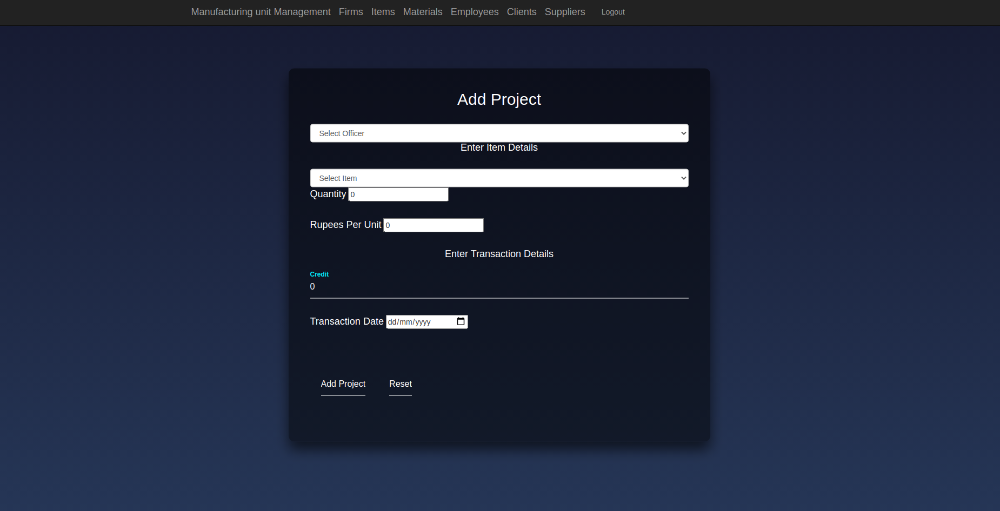 Manufacturing unit Management Firms Items Materials Employees Clients Suppliers Logout
Add Project
Select Officer
Enter Item Details
Select Item
Quantity 0
Rupees Per Unit 0
Enter Transaction Details
Credit
0
Transaction Date dd/mm/yyyy
Add Project Reset